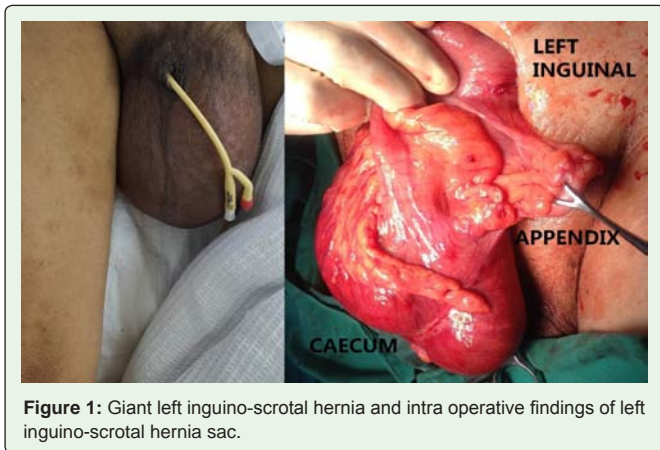 LEFT
INGUINAL
APPENDIX
CAECUM
Figure 1: Giant left inguino-scrotal hernia and intra operative findings of left
inguino-scrotal hernia sac.